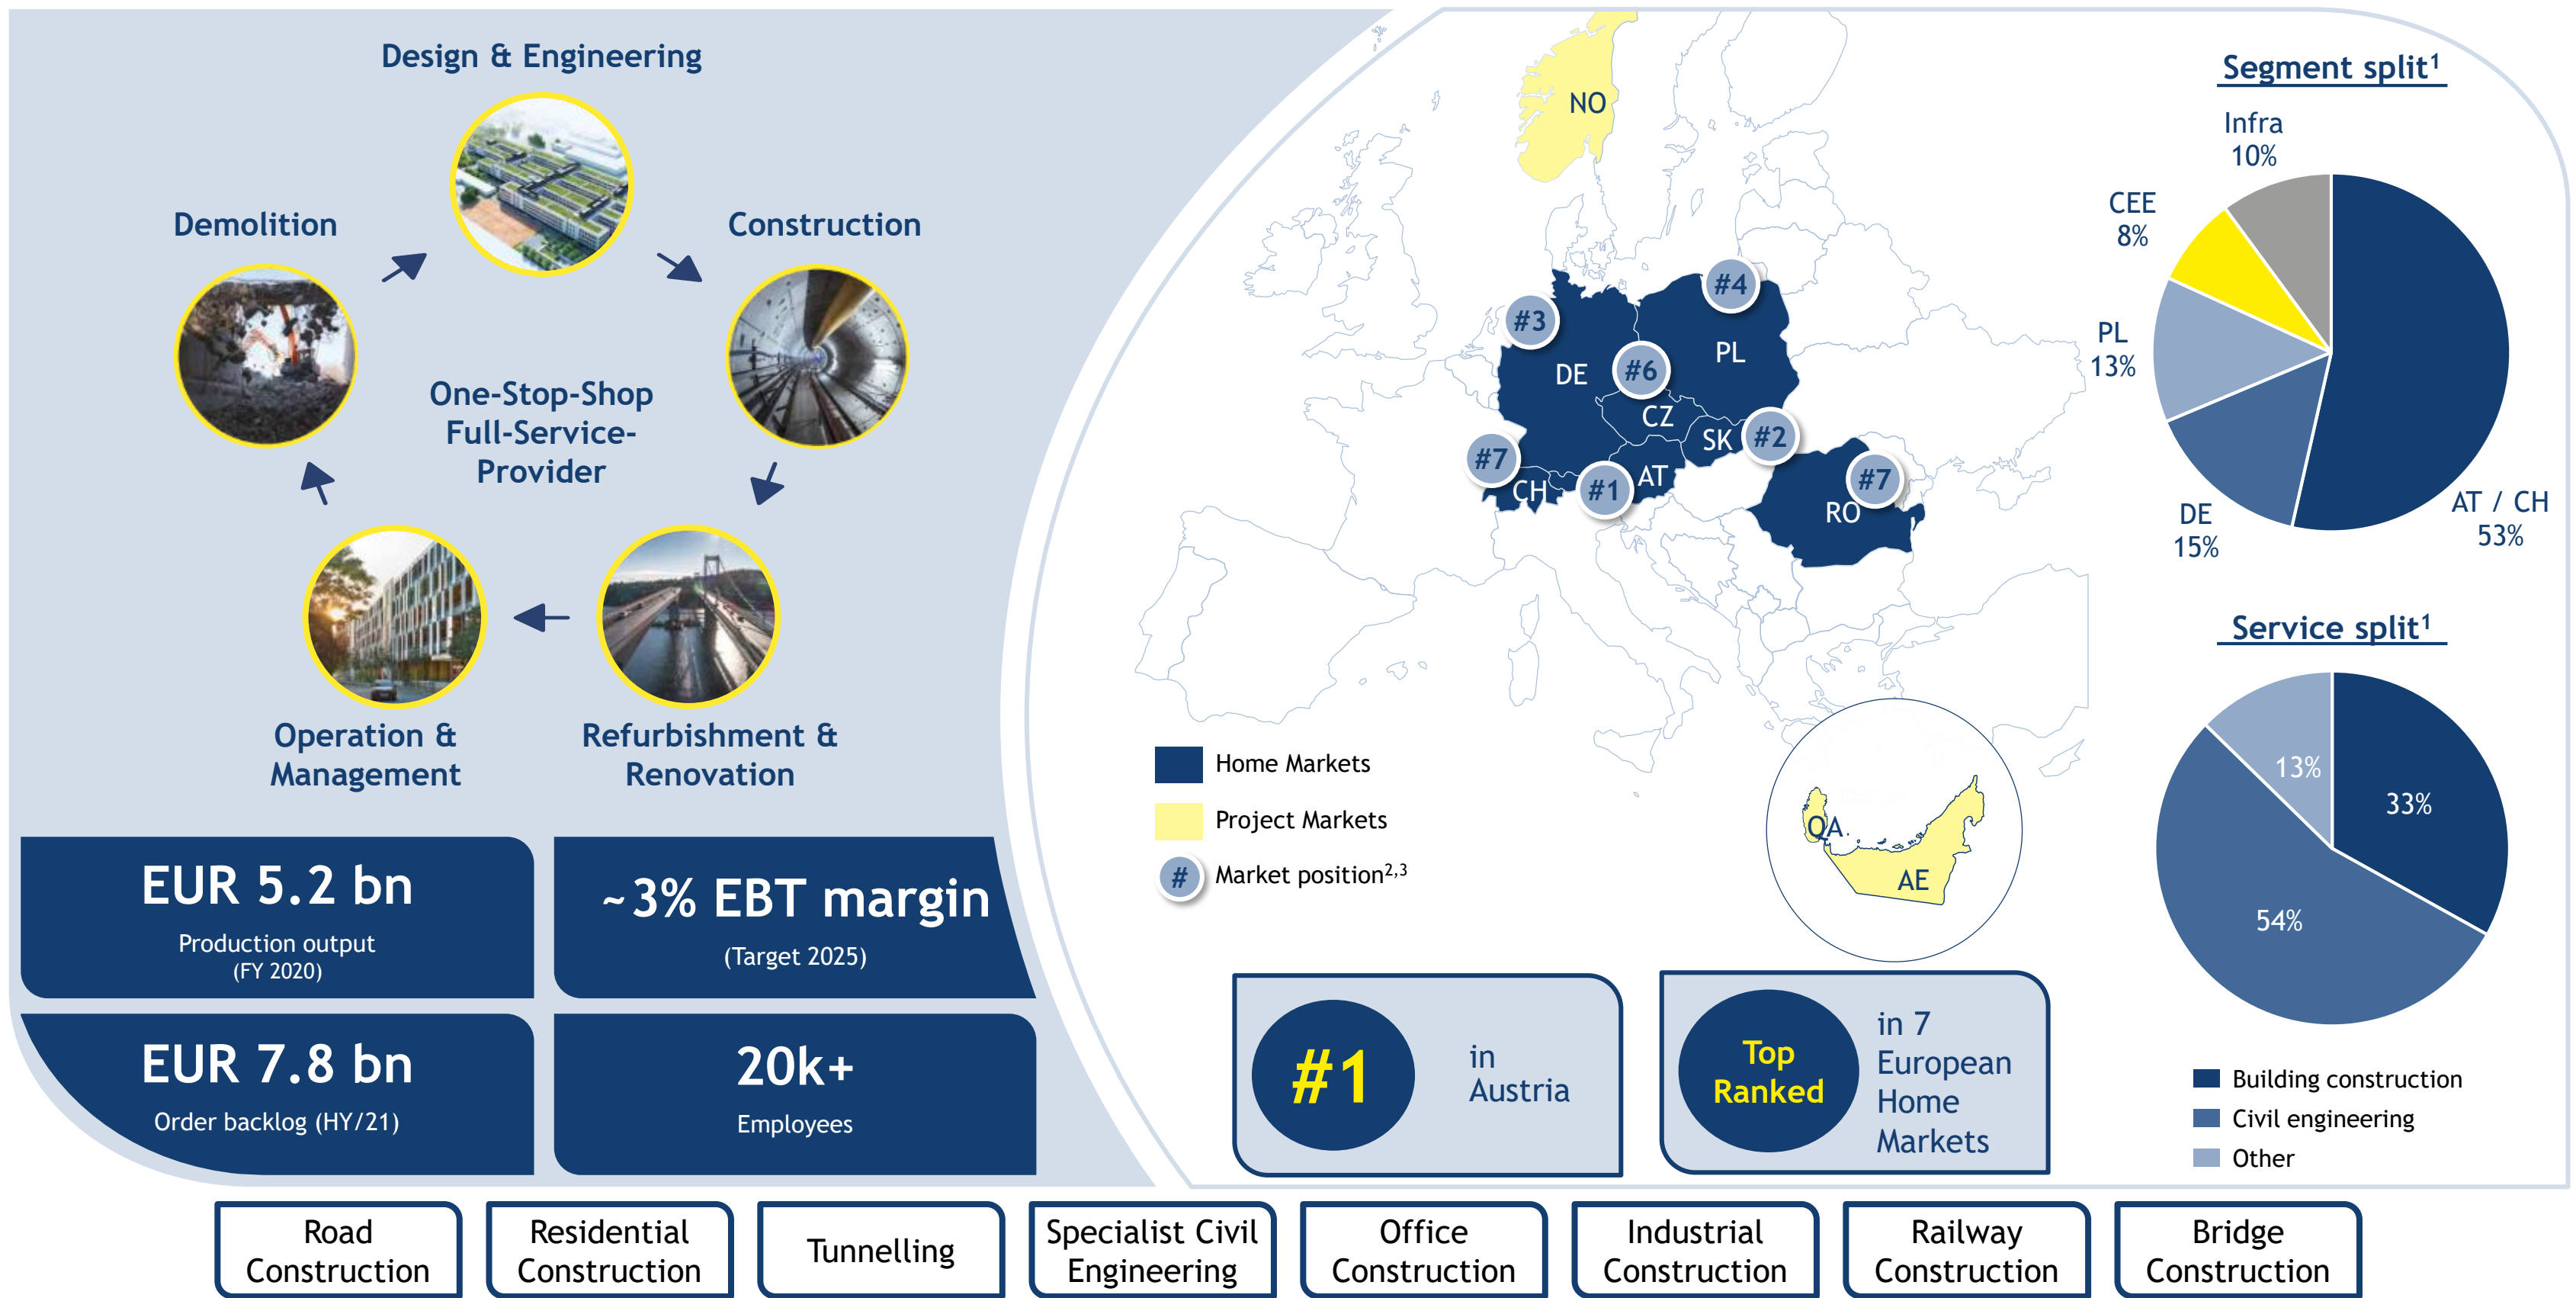 Design & Engineering
Demolition
Construction
One-Stop-Shop
Full-Service-
Provider
Operation &
Management
Refurbishment &
Renovation
EUR 5.2 bn
Production output
(FY 2020)
~3% EBT margin
(Target 2025)
EUR 7.8 bn
Order backlog (HY/21)
20k+
Employees
NO
#4
#3
PL
DE
#6
CZ
SK
#2
#7
AT
CH
#1
#7
RO
QA
AE
Home Markets
Project Markets
# Market position2,3
#1
in
Austria
Top
Ranked
in 7
European
Home
Markets
Segment split1
Infra
10%
CEE
8%
PL
13%
DE
15%
AT / CH
53%
Service split1
13%
33%
54%
Building construction
Civil engineering
Other
Road
Construction
Residential
Construction
Tunnelling
Specialist Civil
Engineering
Office
Construction
Industrial
Construction
Railway
Construction
Bridge
Construction